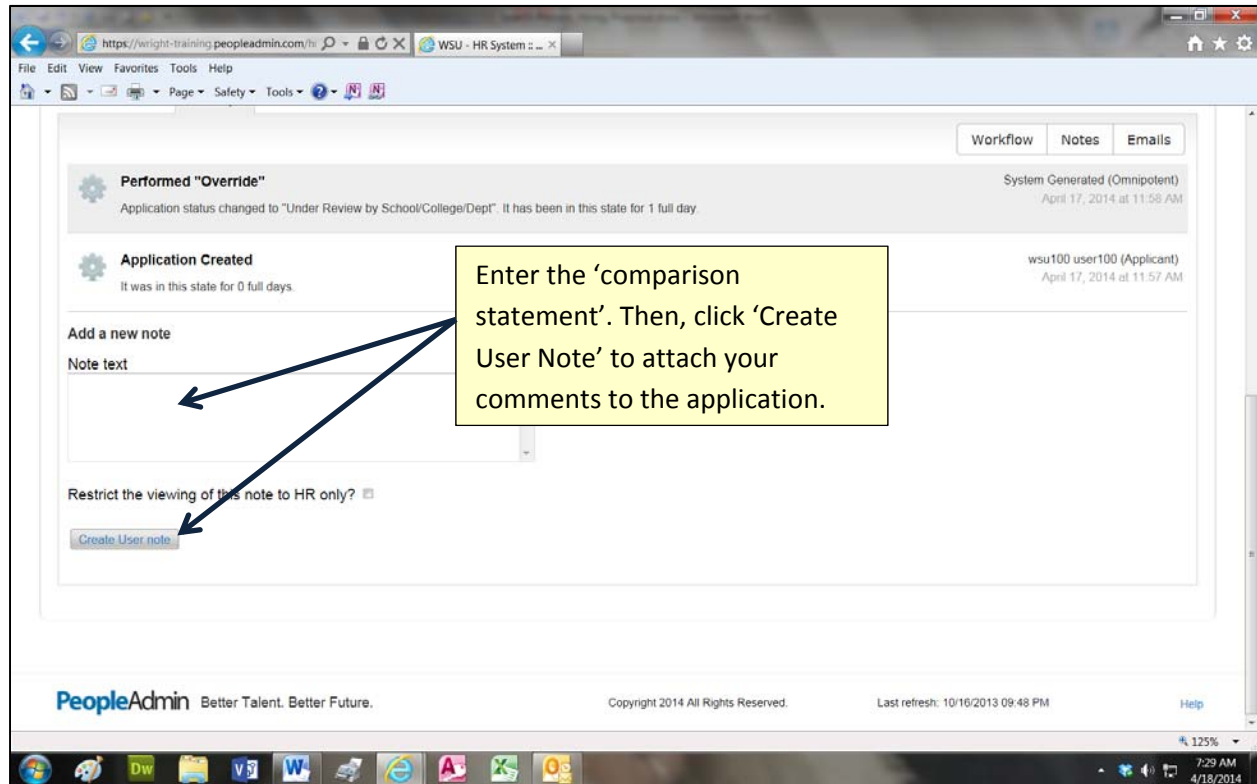 https://wright-training.peopleadmin.com/
WSU - HR System :: ...
File Edit View Favorites Tools Help
Page Safety Tools
Workflow Notes Emails
Performed "Override"
System Generated (Omnipotent)
Application status changed to "Under Review by School/College/Dept". It has been in this state for 1 full day.
April 17, 2014 at 11:58 AM
Application Created
wsu100 user100 (Applicant)
It was in this state for 0 full days.
April 17, 2014 at 11:57 AM
Enter the ‘comparison
statement’. Then, click ‘Create
User Note’ to attach your
comments to the application.
Add a new note
Note text
Restrict the viewing of this note to HR only?
Create User note
PeopleAdmin Better Talent. Better Future.
Copyright 2014 All Rights Reserved.
Last refresh: 10/16/2013 09:48 PM
Help
125%
Dw
7:29 AM
4/18/2014